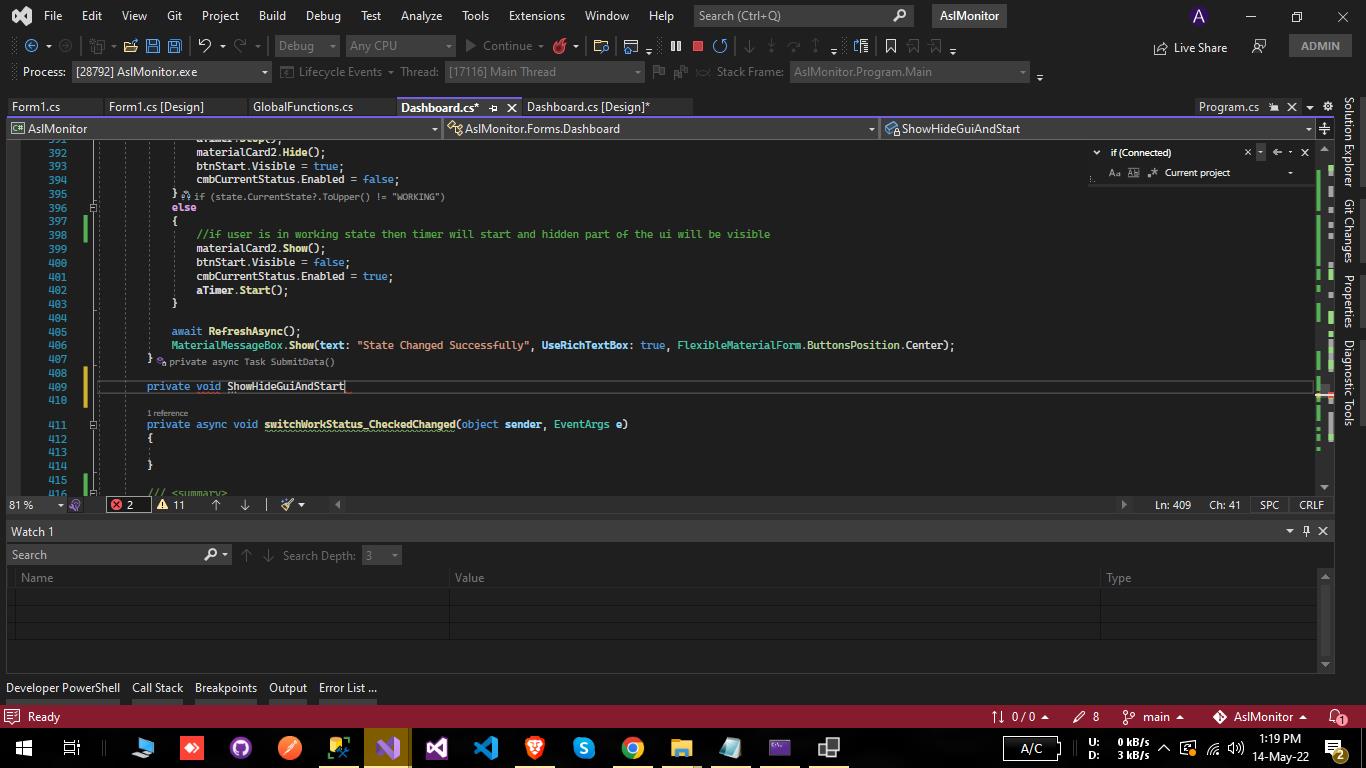 File Edit View Git Project Build Debug Test Analyze Tools Extensions Window Help Search (Ctrl+Q) AslMonitor A
Debug Any CPU Continue Live Share ADMIN
Process: [28792] AslMonitor.exe Lifecycle Events Thread: [17116] Main Thread Stack Frame: AslMonitor.Program.Main
Form1.cs Form1.cs [Design] GlobalFunctions.cs Dashboard.cs* Dashboard.cs [Design]* Program.cs
C# AslMonitor AslMonitor.Forms.Dashboard ShowHideGuiAndStart
if (Connected)
Aa Ab .* Current project
391 aTimer.Stop();
392 materialCard2.Hide();
393 btnStart.Visible = true;
394 cmbCurrentStatus.Enabled = false;
395 } if (state.CurrentState?.ToUpper() != "WORKING")
396 else
397 {
398 //if user is in working state then timer will start and hidden part of the ui will be visible
399 materialCard2.Show();
400 btnStart.Visible = false;
401 cmbCurrentStatus.Enabled = true;
402 aTimer.Start();
403 }
404
405 await RefreshAsync();
406 MaterialMessageBox.Show(text: "State Changed Successfully", UseRichTextBox: true, FlexibleMaterialForm.ButtonsPosition.Center);
407 } private async Task SubmitData()
408
409 private void ShowHideGuiAndStart
410
1 reference
411 private async void switchWorkStatus_CheckedChanged(object sender, EventArgs e)
412 {
413
414 }
415
416 /// <summary>
81 % 2 11 Ln: 409 Ch: 41 SPC CRLF
Solution Explorer
Git Changes
Properties
Diagnostic Tools
Watch 1
Search Search Depth: 3
Name Value Type
Developer PowerShell Call Stack Breakpoints Output Error List ...
Ready 0 / 0 8 main AslMonitor 1
A/C U: 0 kB/s 1:19 PM
D: 3 kB/s 14-May-22 2